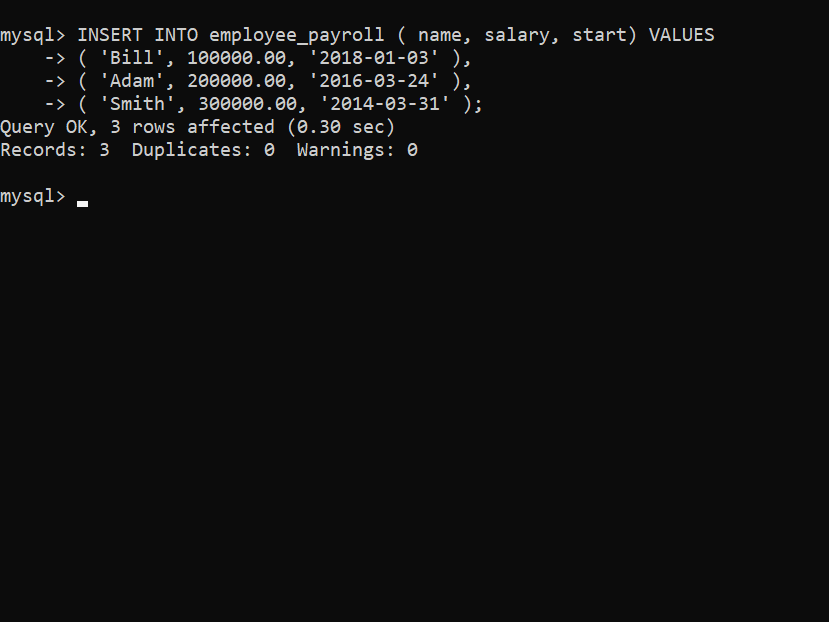 mysql> INSERT INTO employee_payroll ( name, salary, start) VALUES
    -> ( 'Bill', 100000.00, '2018-01-03' ),
    -> ( 'Adam', 200000.00, '2016-03-24' ),
    -> ( 'Smith', 300000.00, '2014-03-31' );
Query OK, 3 rows affected (0.30 sec)
Records: 3  Duplicates: 0  Warnings: 0
mysql>